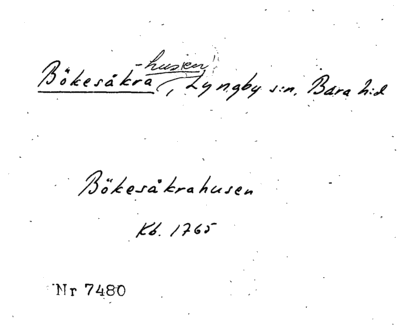 Bökesåkra-husen, Lyngby s:n, Bara h:d
Bökesåkrahusen
Kb. 1765
Nr 7480